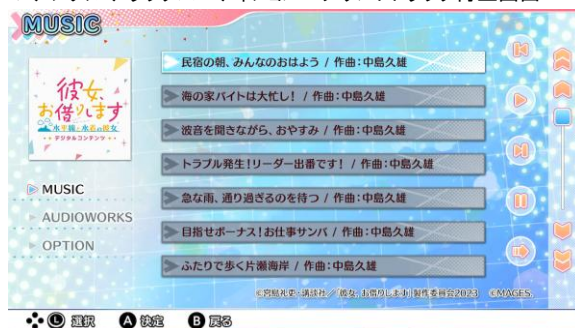 MUSIC
民宿の朝、みんなのおはよう / 作曲:中島久雄
彼女、
お借りします
水平線と水着の彼女
デジタルコンテンツ
海の家バイトは大忙し! / 作曲:中島久雄
波音を聞きながら、おやすみ / 作曲:中島久雄
トラブル発生!リーダー出番です! / 作曲:中島久雄
MUSIC
急な雨、通り過ぎるのを待つ / 作曲:中島久雄
AUDIOWORKS
目指せボーナス!お仕事サンバ / 作曲:中島久雄
OPTION
ふたりで歩く片瀬海岸 / 作曲:中島久雄
©宮島礼吏・講談社/「彼女、お借りします」製作委員会2023 ©MAGES.
L 選択 A 決定 B 戻る